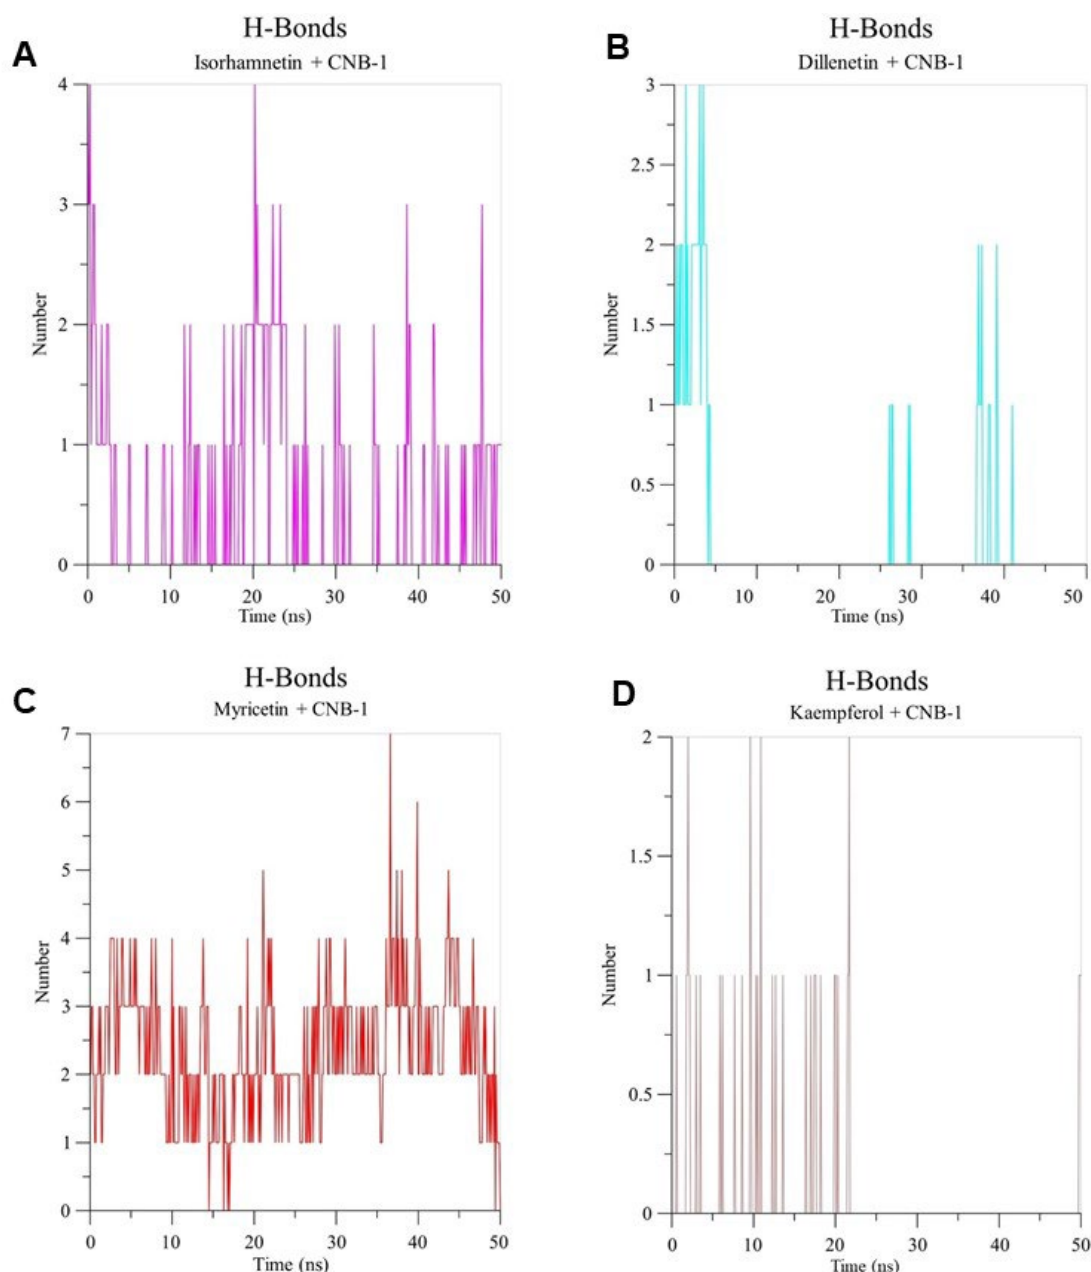 A
H-Bonds
Isorhamnetin + CNB-1
4
3
2
1
0
Number
0 10 20 30 40 50
Time (ns)
B
H-Bonds
Dillenetin + CNB-1
3
2.5
2
1.5
1
0.5
0
Number
0 10 20 30 40 50
Time (ns)
C
H-Bonds
Myricetin + CNB-1
7
6
5
4
3
2
1
0
Number
0 10 20 30 40 50
Time (ns)
D
H-Bonds
Kaempferol + CNB-1
2
1.5
1
0.5
0
Number
0 10 20 30 40 50
Time (ns)